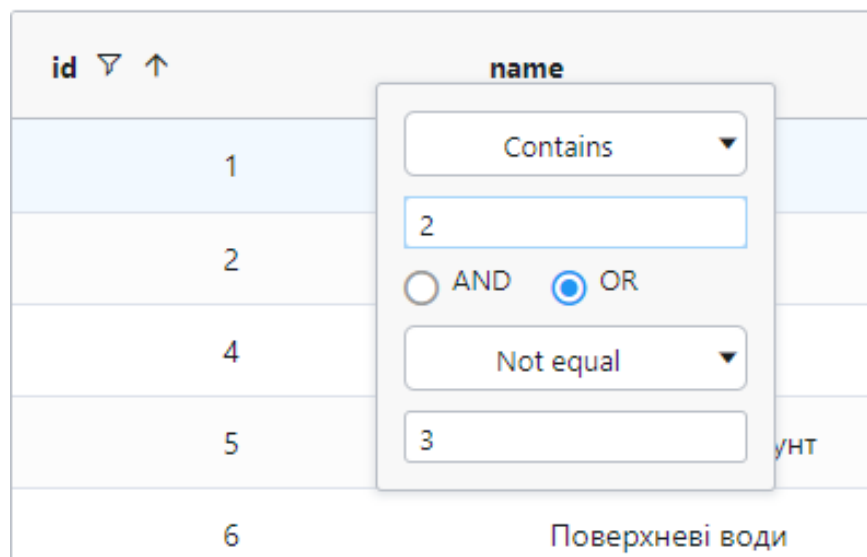 id name
1
Contains
2
2
AND OR
4
Not equal
5
3
унт
6 Поверхневі води